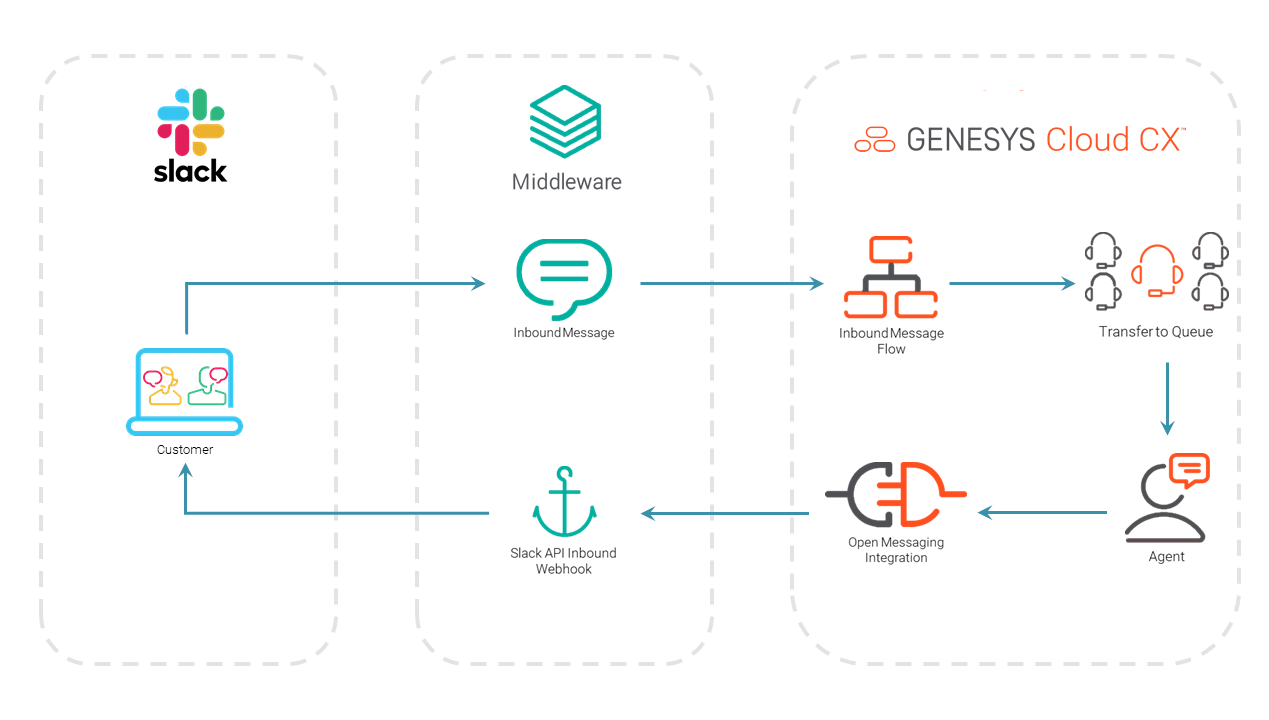 slack
Middleware
GENESYS Cloud CX™
Inbound Message
Inbound Message
Flow
Transfer to Queue
Customer
Slack API Inbound
Webhook
Open Messaging
Integration
Agent